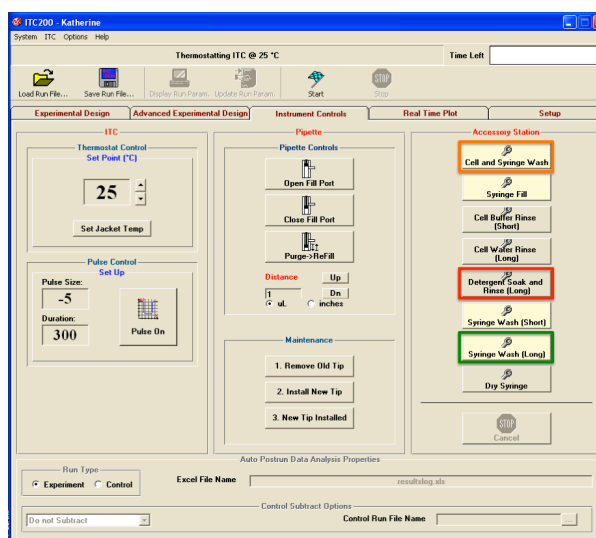 ITC200 - Katherine
System ITC Options Help
Thermostatting ITC @ 25 °C
Time Left
Load Run File...
Save Run File...
Display Run Param.
Update Run Param.
Start
Stop
Experimental Design
Advanced Experimental Design
Instrument Controls
Real Time Plot
Setup
ITC
Thermostat Control
Set Point (°C)
25
Set Jacket Temp
Pulse Control
Set Up
Pulse Size:
-5
Duration:
300
Pulse On
Pipette
Pipette Controls
Open Fill Port
Close Fill Port
Purge->ReFill
Distance
Up
1
Dn
uL
inches
Maintenance
1. Remove Old Tip
2. Install New Tip
3. New Tip Installed
Accessory Station
Cell and Syringe Wash
Syringe Fill
Cell Buffer Rinse
(Short)
Cell Water Rinse
(Long)
Detergent Soak and
Rinse (Long)
Syringe Wash (Short)
Syringe Wash (Long)
Dry Syringe
STOP
Cancel
Auto Postrun Data Analysis Properties
Run Type
Experiment
Control
Excel File Name
resultslog.xls
Control Subtract Options
Do not Subtract
Control Run File Name
...